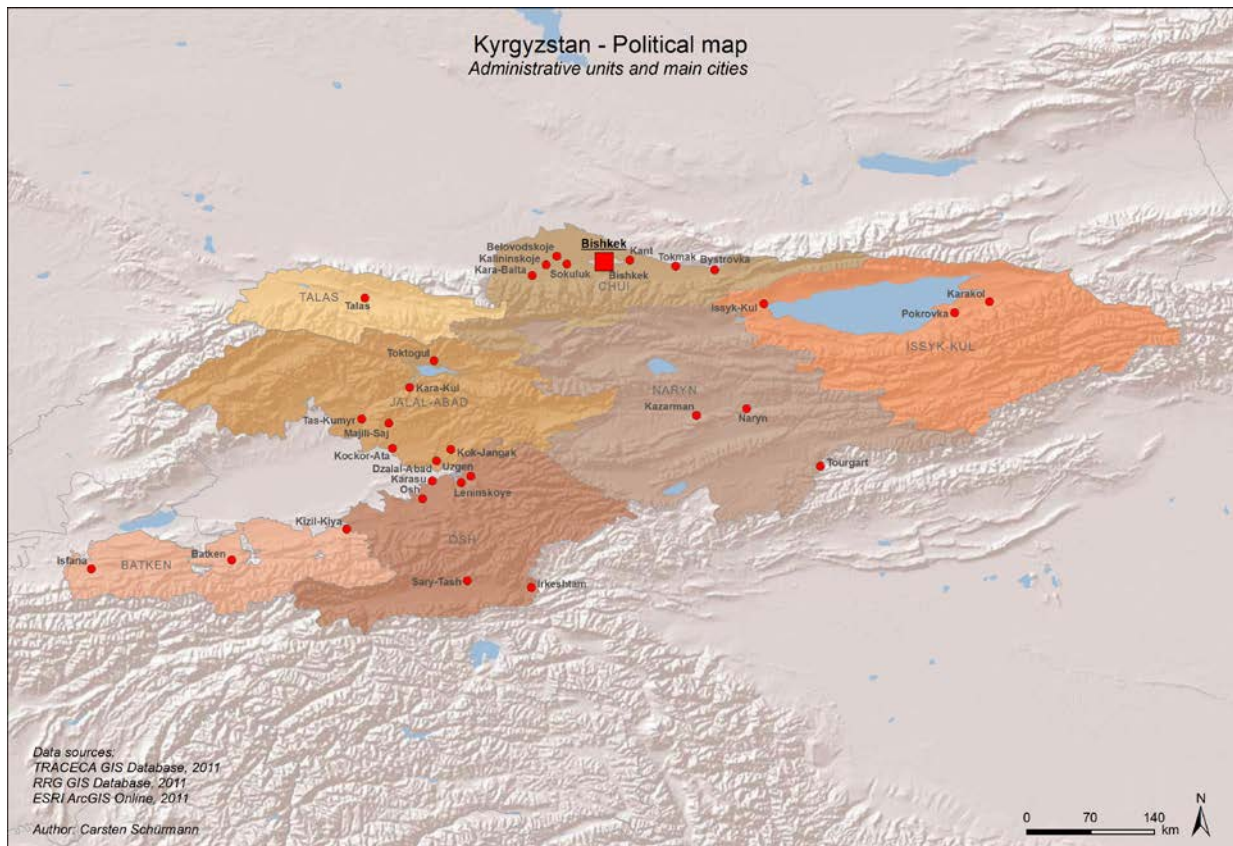 Kyrgyzstan - Political map
Administrative units and main cities
Bishkek
Belovodskoje
Kant
Kalininskoje
Tokmak
Bystrovka
Kara-Balta
Sokuluk
Bishkek
CHUI
TALAS
Talas
Issyk-Kul
Karakol
Pokrovka
ISSYK KUL
Toktogul
Kara-Kul
JALAL-ABAD
NARYN
Kazarman
Naryn
Tas-Kumyr
Majili-Saj
Kockor-Ata
Kok-Jangak
Dzalal-Abad
Uzgen
Tourgart
Karasu
Osh
Leninskoye
Kizil-Kiya
OSH
Isfana
BATKEN
Batken
Sary-Tash
Irkeshtam
Data sources:
TRACECA GIS Database, 2011
RRG GIS Database, 2011
ESRI ArcGIS Online, 2011
Author: Carsten Schürmann
N
0 70 140
km